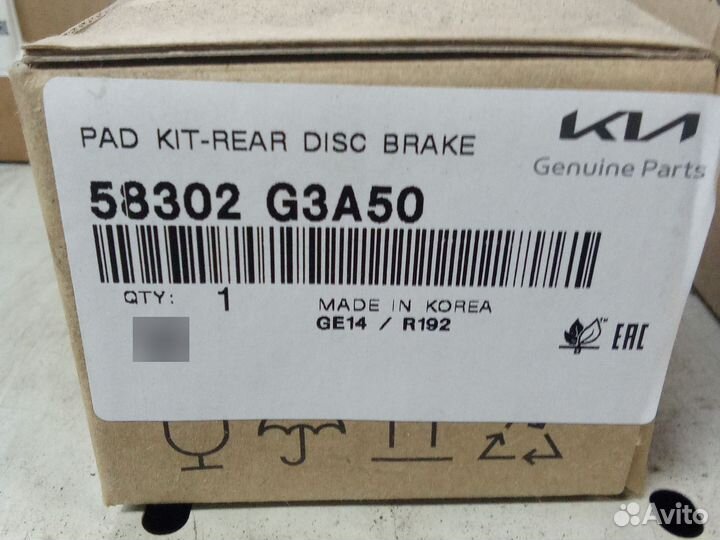 PAD KIT-REAR DISC BRAKE
KIA
Genuine Parts
58302 G3A50
QTY: 1
MADE IN KOREA
GE14 / R192
TM
EAC
Avito